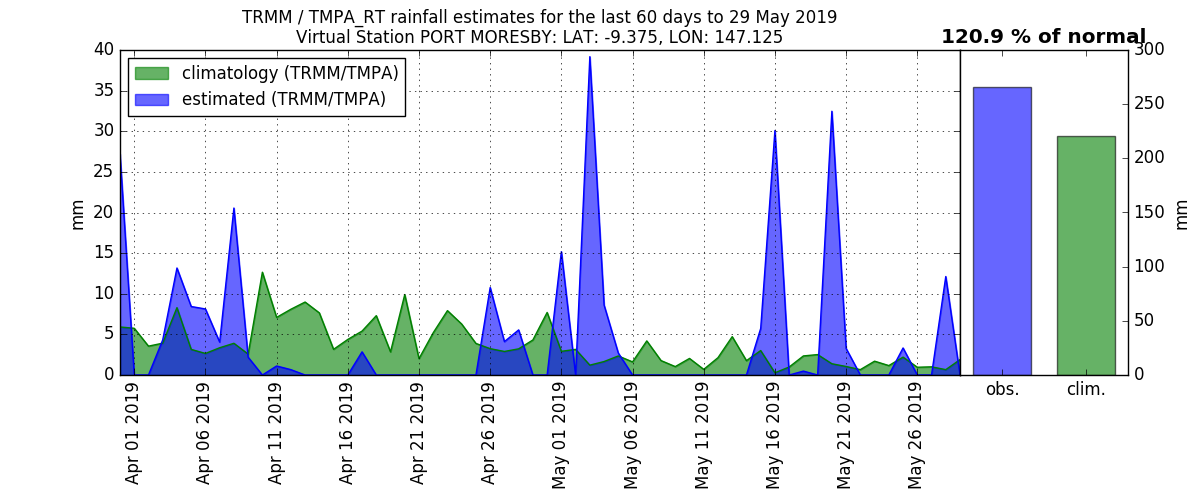 TRMM / TMPA_RT rainfall estimates for the last 60 days to 29 May 2019
Virtual Station PORT MORESBY: LAT: -9.375, LON: 147.125
120.9 % of normal
climatology (TRMM/TMPA)
estimated (TRMM/TMPA)
mm
40
35
30
25
20
15
10
5
0
Apr 01 2019
Apr 06 2019
Apr 11 2019
Apr 16 2019
Apr 21 2019
Apr 26 2019
May 01 2019
May 06 2019
May 11 2019
May 16 2019
May 21 2019
May 26 2019
obs.
clim.
300
250
200
150
100
50
0
mm